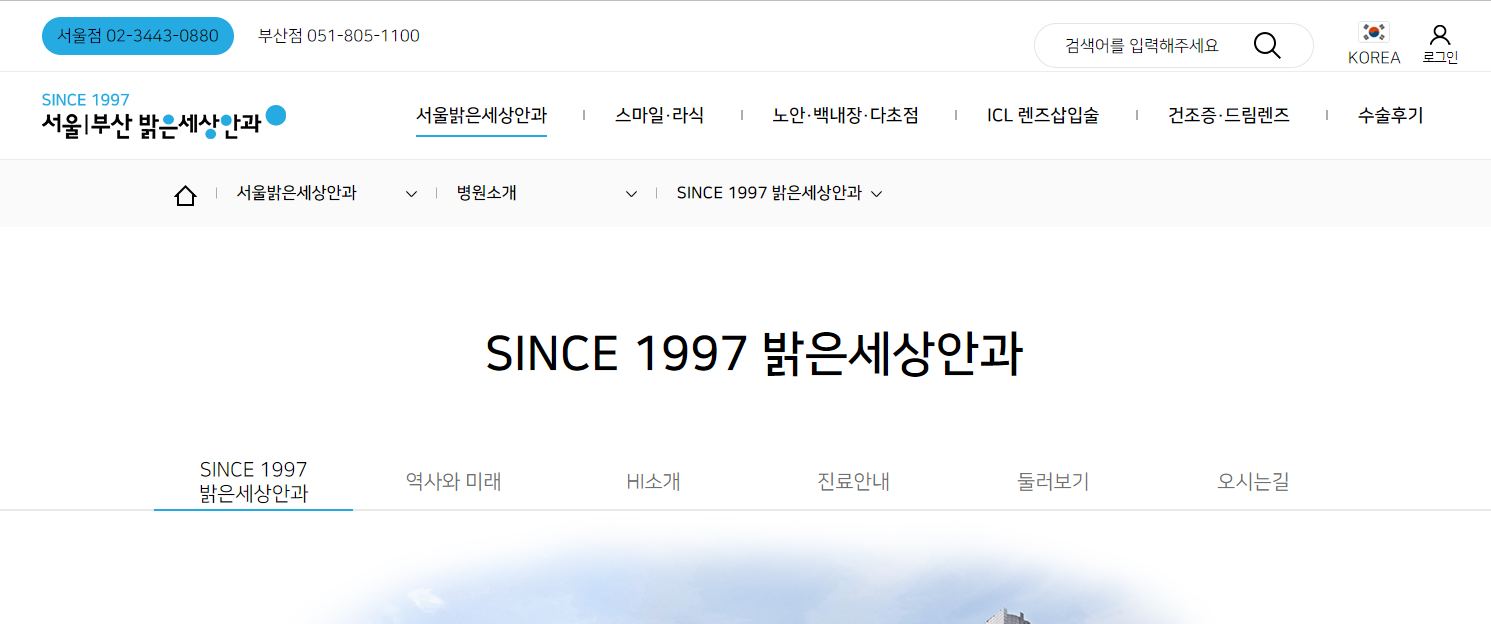 서울점 02-3443-0880 부산점 051-805-1100
검색어를 입력해주세요
KOREA
로그인
SINCE 1997
서울|부산 밝은세상안과
서울밝은세상안과 스마일·라식 노안·백내장·다초점 ICL 렌즈삽입술 건조증·드림렌즈 수술후기
서울밝은세상안과 병원소개 SINCE 1997 밝은세상안과
SINCE 1997 밝은세상안과
SINCE 1997
밝은세상안과
역사와 미래
HI소개
진료안내
둘러보기
오시는길